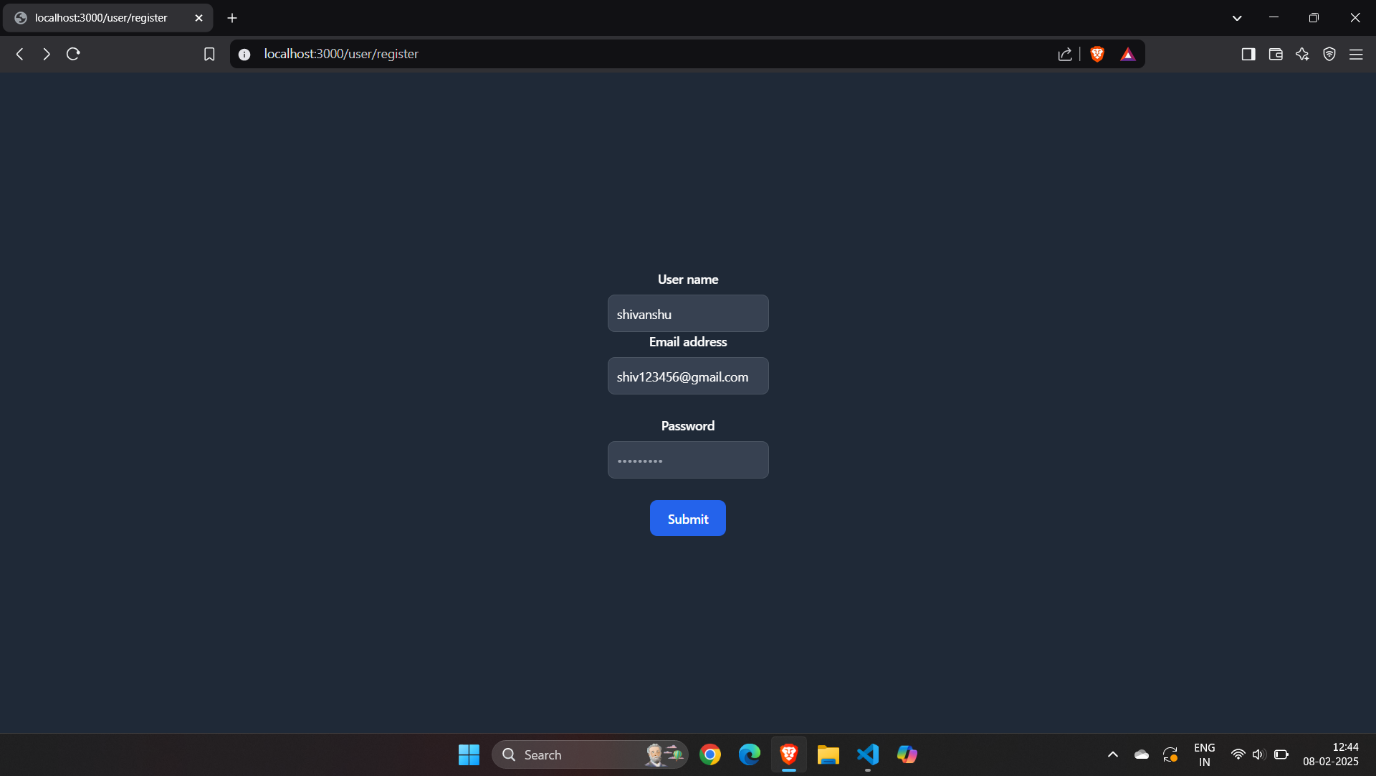 localhost:3000/user/register
localhost:3000/user/register
User name
shivanshu
Email address
shiv123456@gmail.com
Password
•••••••••
Submit
Search
ENG
IN
12:44
08-02-2025